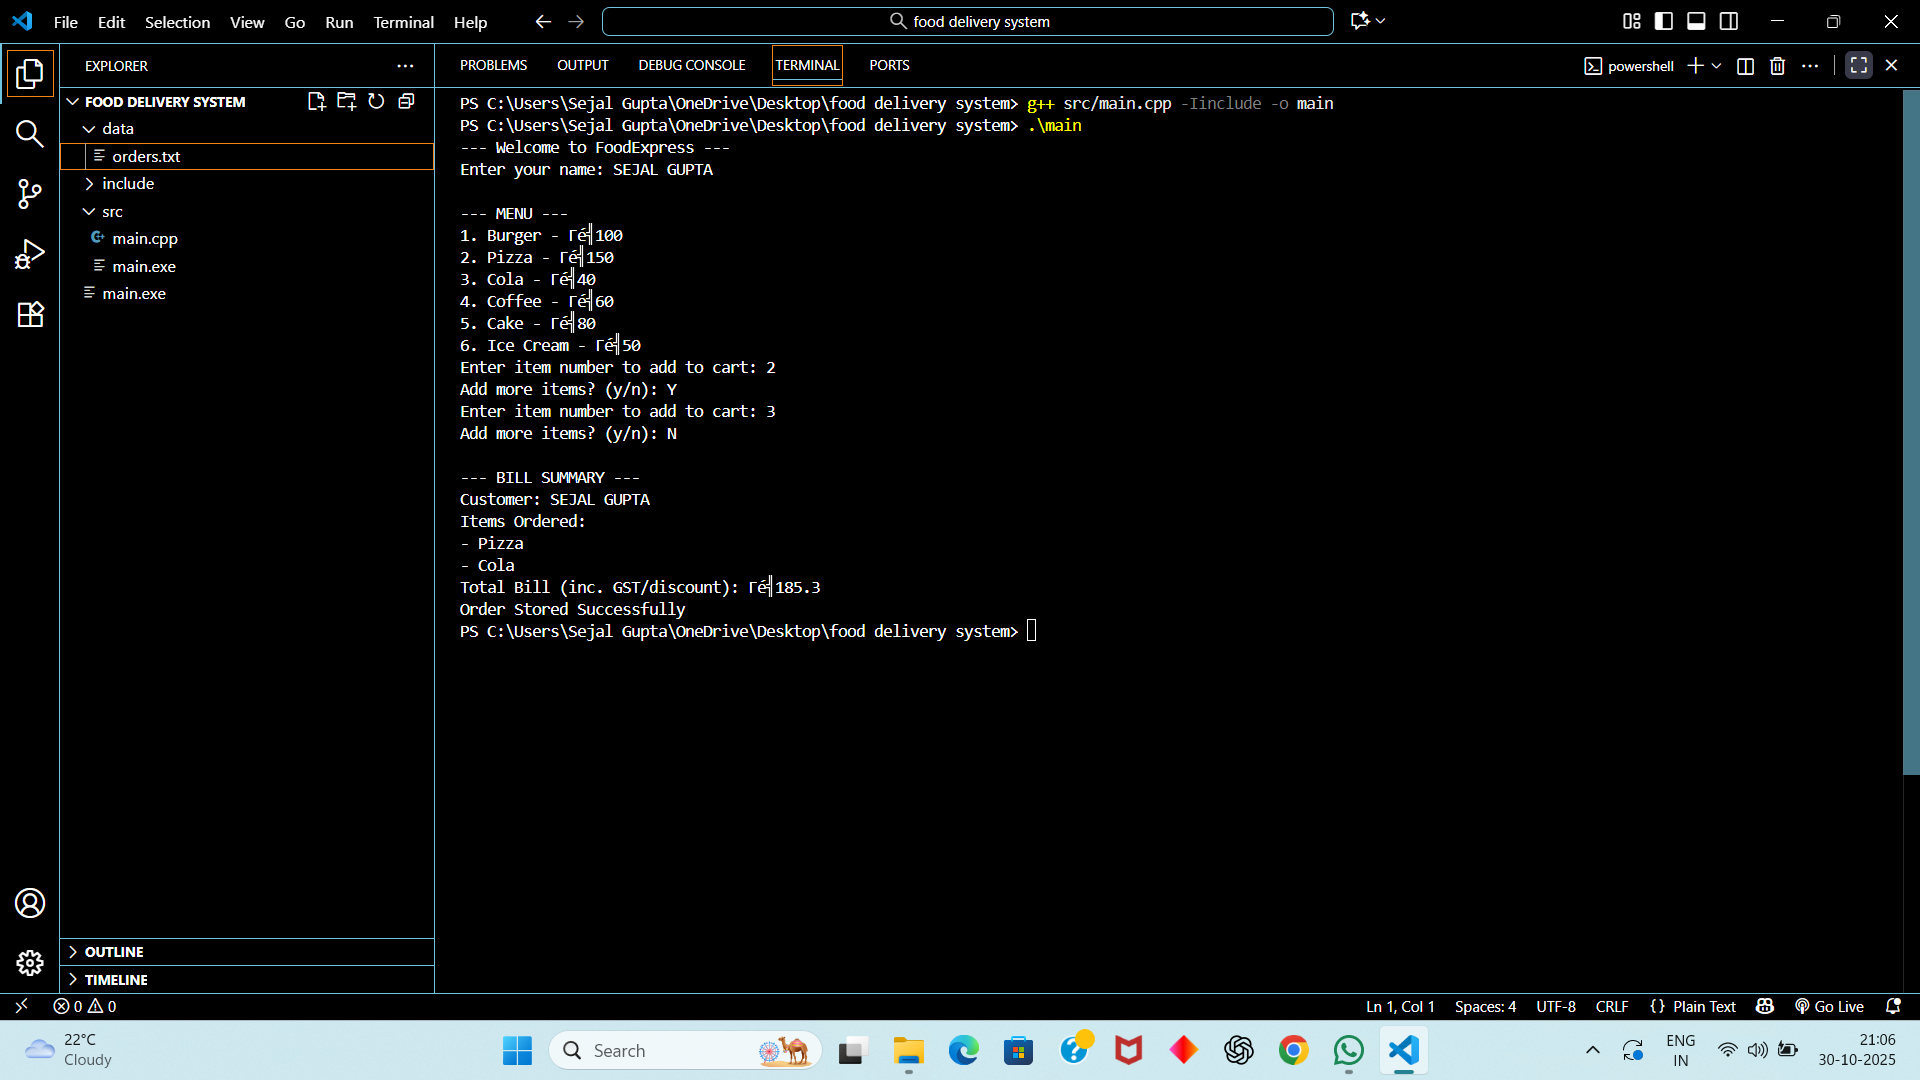 File Edit Selection View Go Run Terminal Help
food delivery system
EXPLORER
FOOD DELIVERY SYSTEM
data
orders.txt
include
src
main.cpp
main.exe
main.exe
OUTLINE
TIMELINE
PROBLEMS OUTPUT DEBUG CONSOLE TERMINAL PORTS
powershell
PS C:\Users\Sejal Gupta\OneDrive\Desktop\food delivery system> g++ src/main.cpp -Iinclude -o main
PS C:\Users\Sejal Gupta\OneDrive\Desktop\food delivery system> .\main
--- Welcome to FoodExpress ---
Enter your name: SEJAL GUPTA
--- MENU ---
1. Burger - Γé╣100
2. Pizza - Γé╣150
3. Cola - Γé╣40
4. Coffee - Γé╣60
5. Cake - Γé╣80
6. Ice Cream - Γé╣50
Enter item number to add to cart: 2
Add more items? (y/n): Y
Enter item number to add to cart: 3
Add more items? (y/n): N
--- BILL SUMMARY ---
Customer: SEJAL GUPTA
Items Ordered:
- Pizza
- Cola
Total Bill (inc. GST/discount): Γé╣185.3
Order Stored Successfully
PS C:\Users\Sejal Gupta\OneDrive\Desktop\food delivery system>
0 0
Ln 1, Col 1 Spaces: 4 UTF-8 CRLF {} Plain Text Go Live
22°C
Cloudy
Search
ENG
IN
21:06
30-10-2025